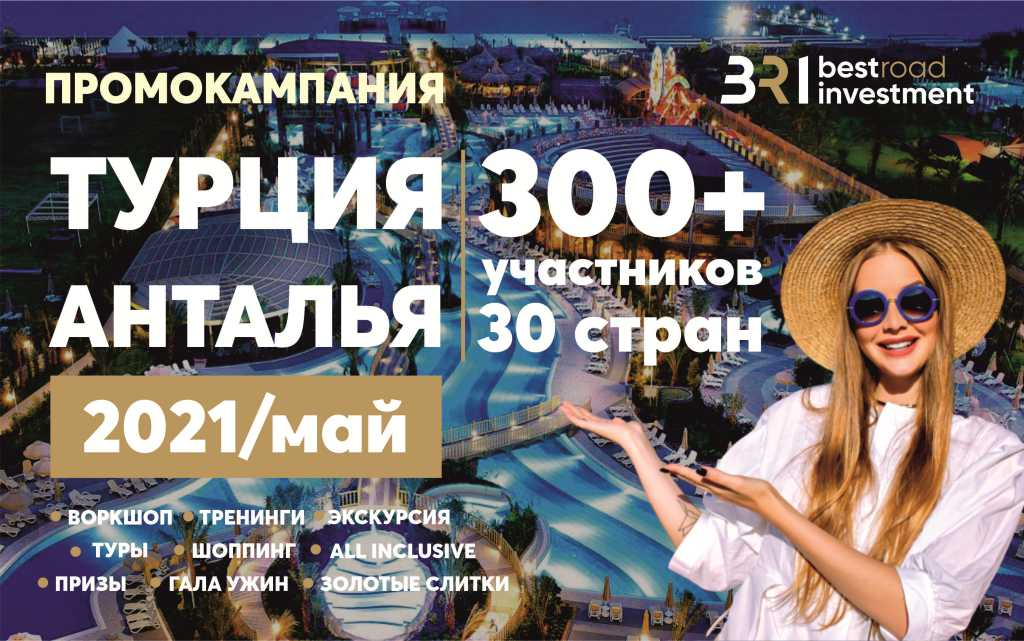 ПРОМОКАМПАНИЯ
BRI bestroad
investment
ТУРЦИЯ
АНТАЛЬЯ
300+
участников
30 стран
2021/май
ВОРКШОП ТРЕНИНГИ ЭКСКУРСИЯ
ТУРЫ ШОППИНГ ALL INCLUSIVE
ПРИЗЫ ГАЛА УЖИН ЗОЛОТЫЕ СЛИТКИ